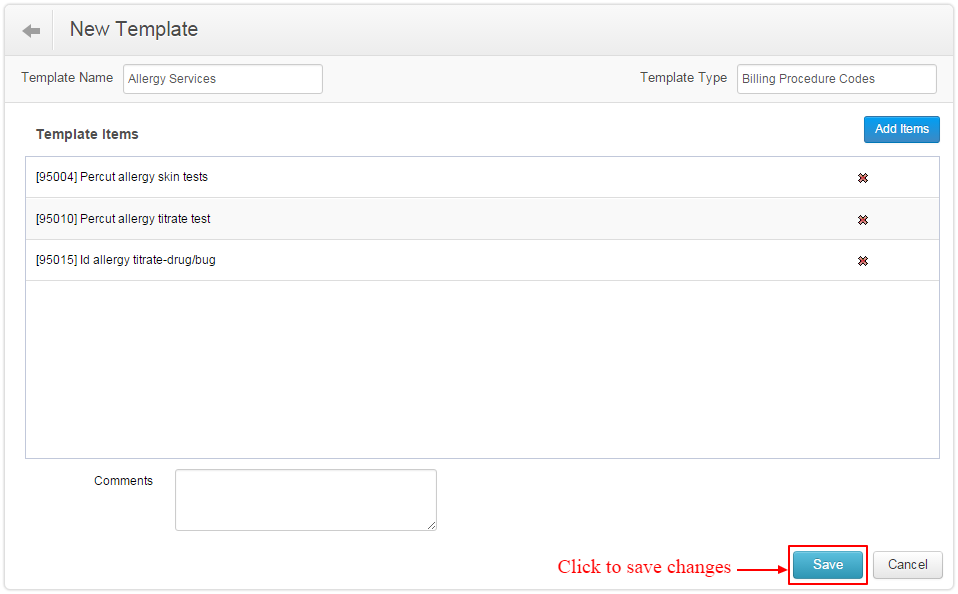 New Template
Template Name Allergy Services Template Type Billing Procedure Codes
Template Items Add Items
[95004] Percut allergy skin tests
[95010] Percut allergy titrate test
[95015] Id allergy titrate-drug/bug
Comments
Click to save changes Save Cancel